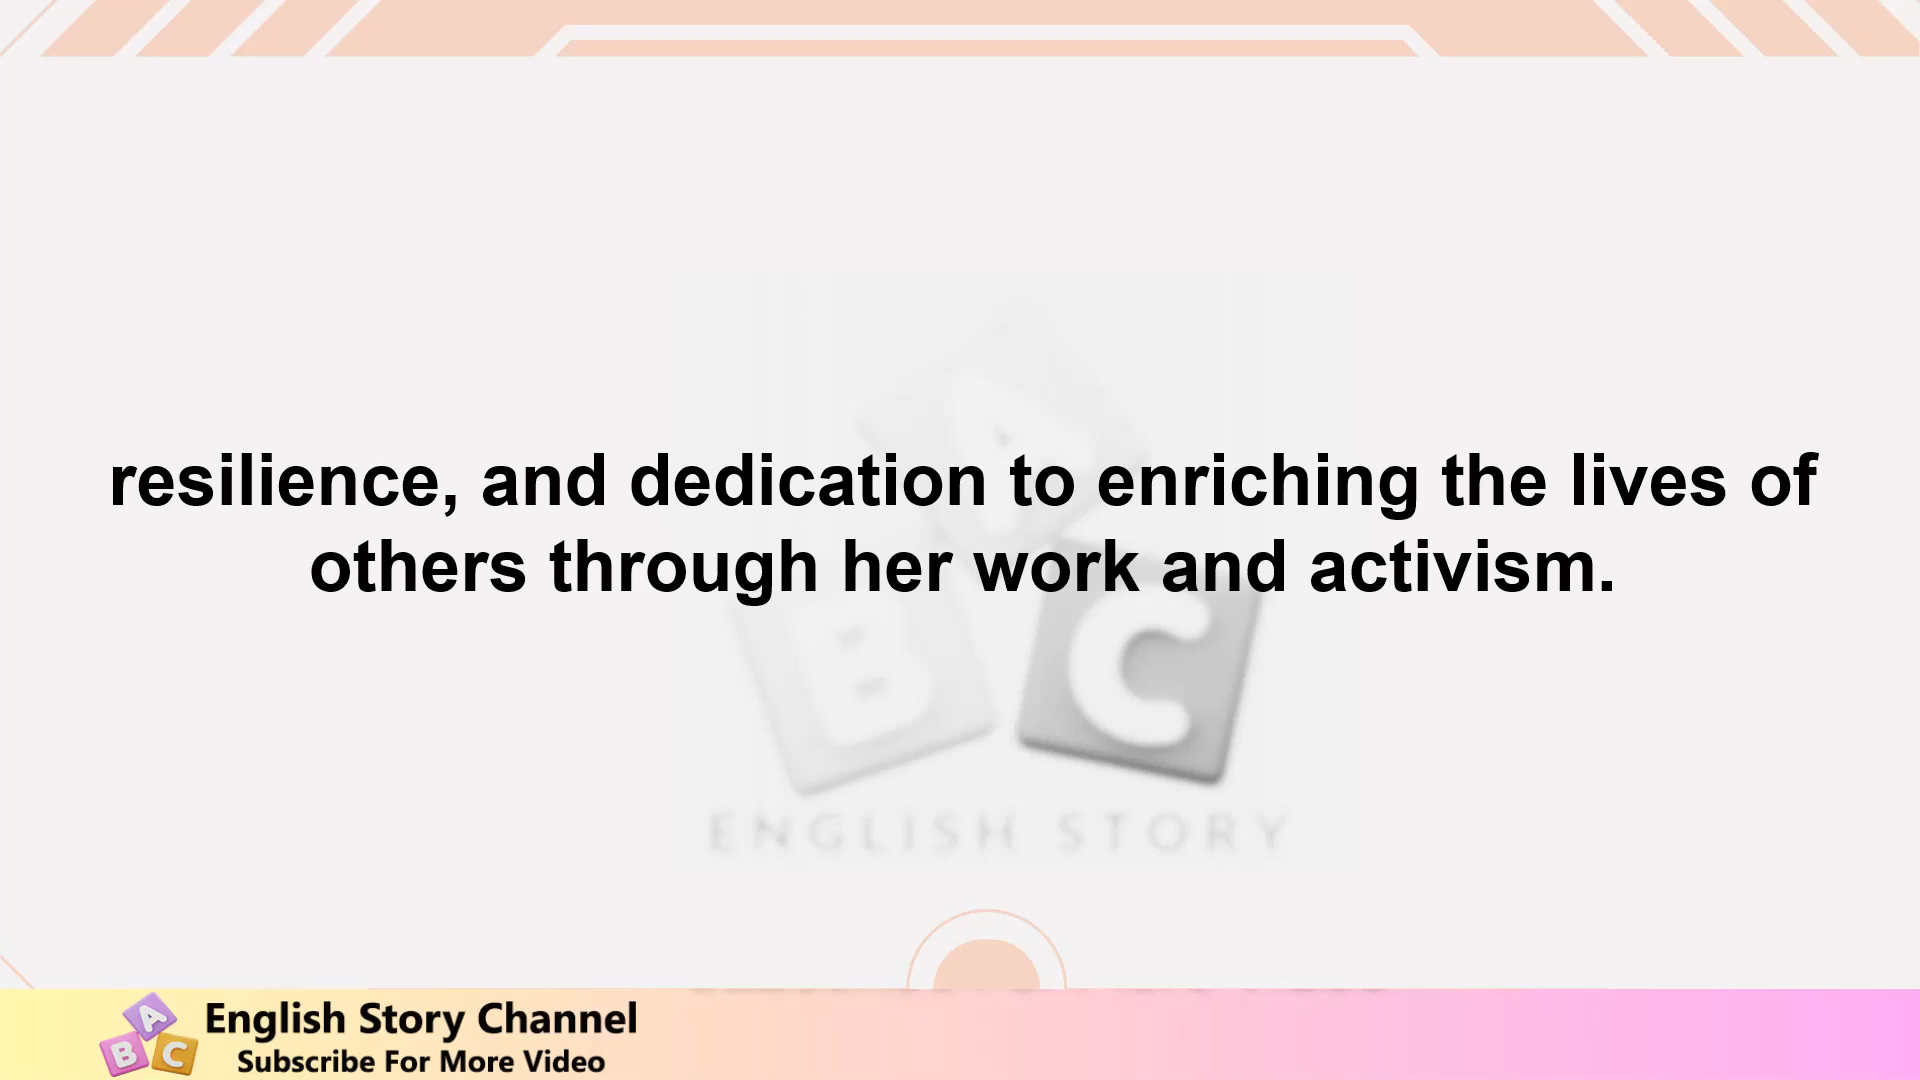 resilience, and dedication to enriching the lives of
others through her work and activism.
A
B
C
ENGLISH STORY
A
B
C
English Story Channel
Subscribe For More Video